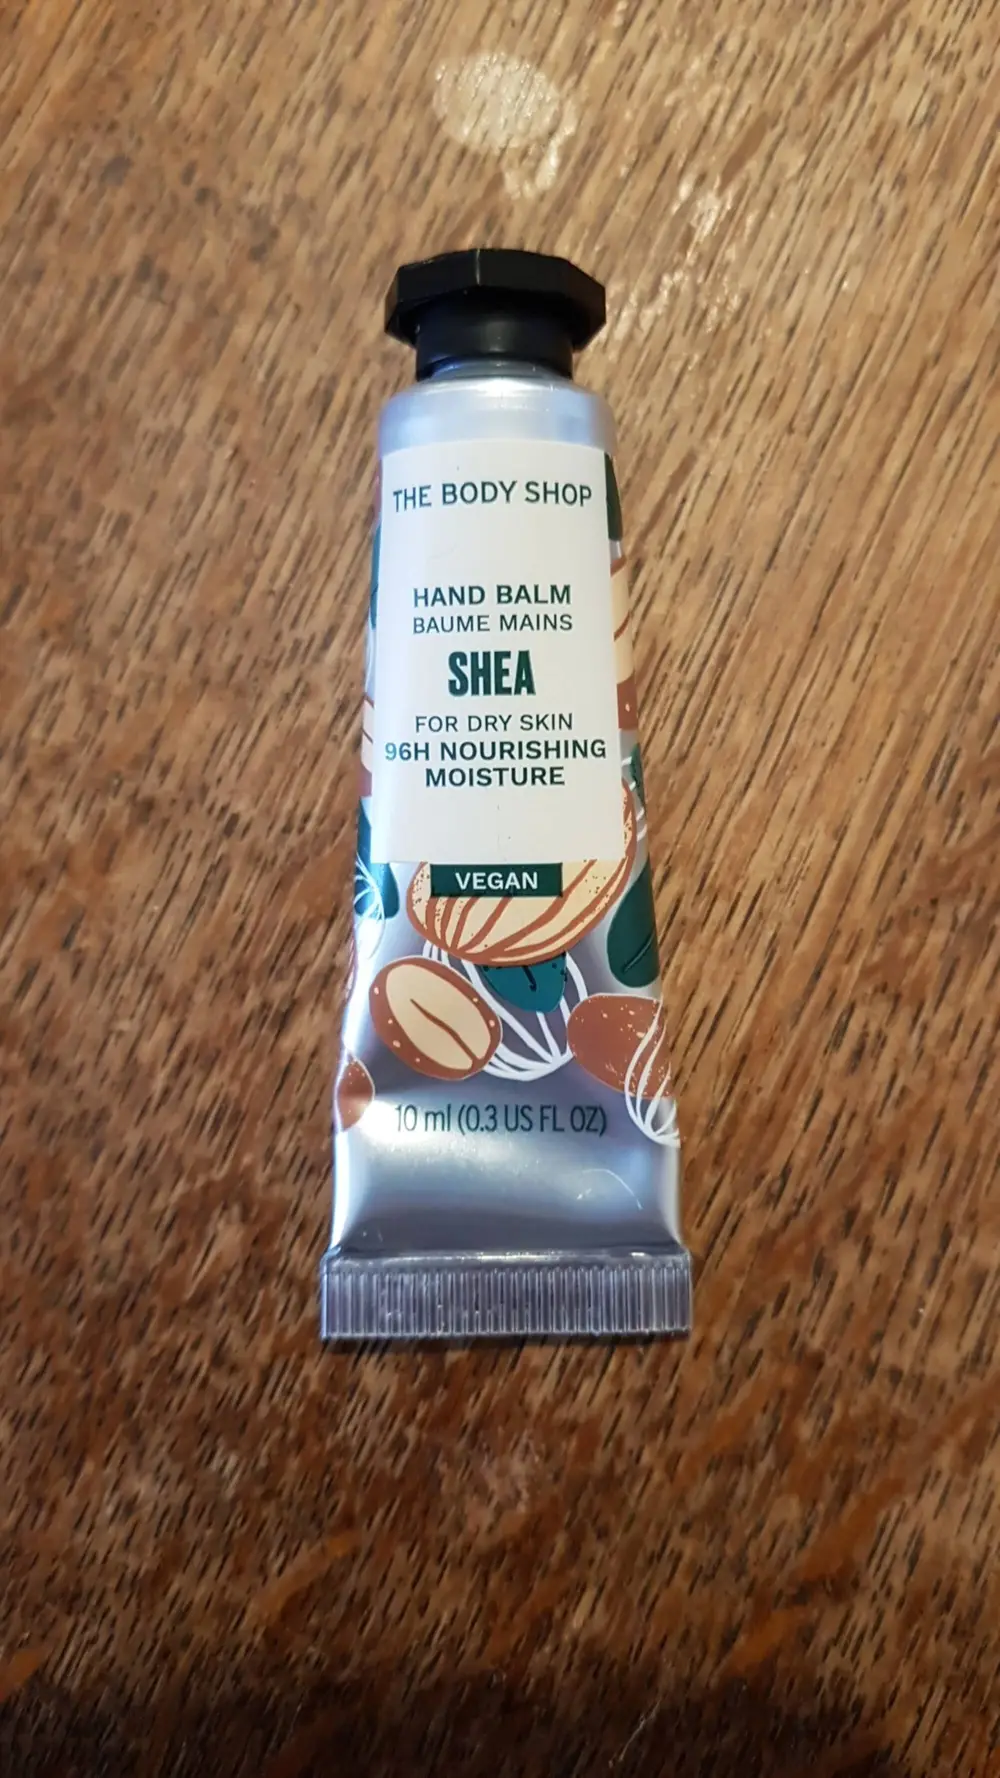 THE BODY SHOP
HAND BALM
BAUME MAINS
SHEA
FOR DRY SKIN
96H NOURISHING
MOISTURE
VEGAN
10 ml (0.3 US FL OZ)